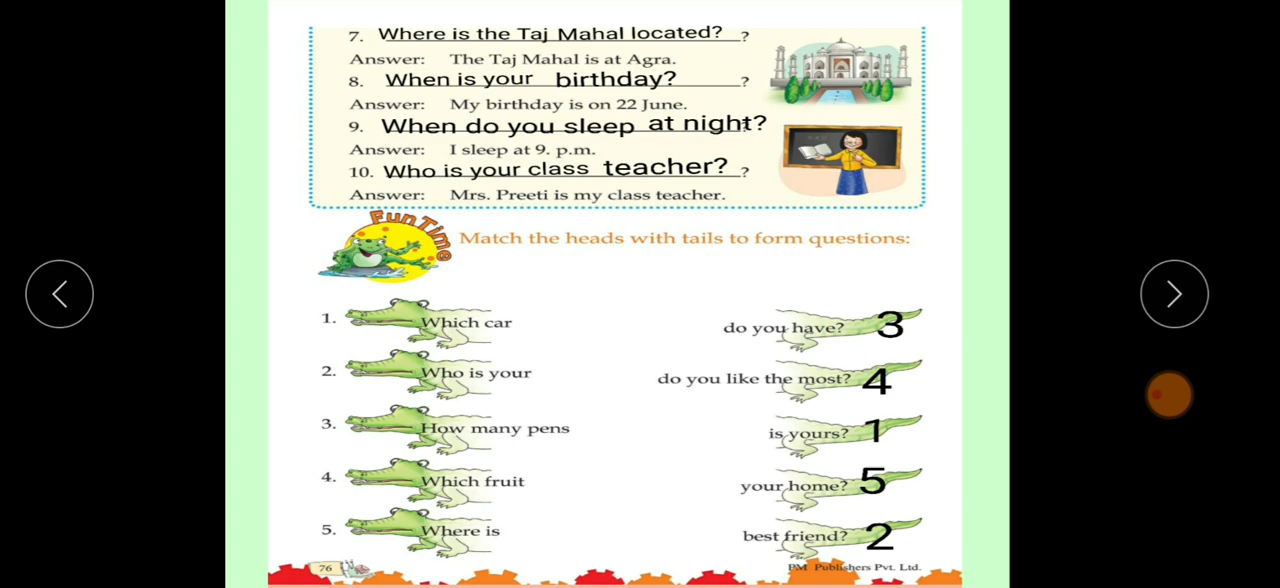 7. Where is the Taj Mahal located? ?
Answer: The Taj Mahal is at Agra.
8. When is your birthday? ?
Answer: My birthday is on 22 June.
9. When do you sleep at night? ?
Answer: I sleep at 9. p.m.
10. Who is your class teacher? ?
Answer: Mrs. Preeti is my class teacher.
Fun Time
Match the heads with tails to form questions:
1. Which car do you have? 3
2. Who is your do you like the most? 4
3. How many pens is yours? 1
4. Which fruit your home? 5
5. Where is best friend? 2
76 PM Publishers Pvt. Ltd.